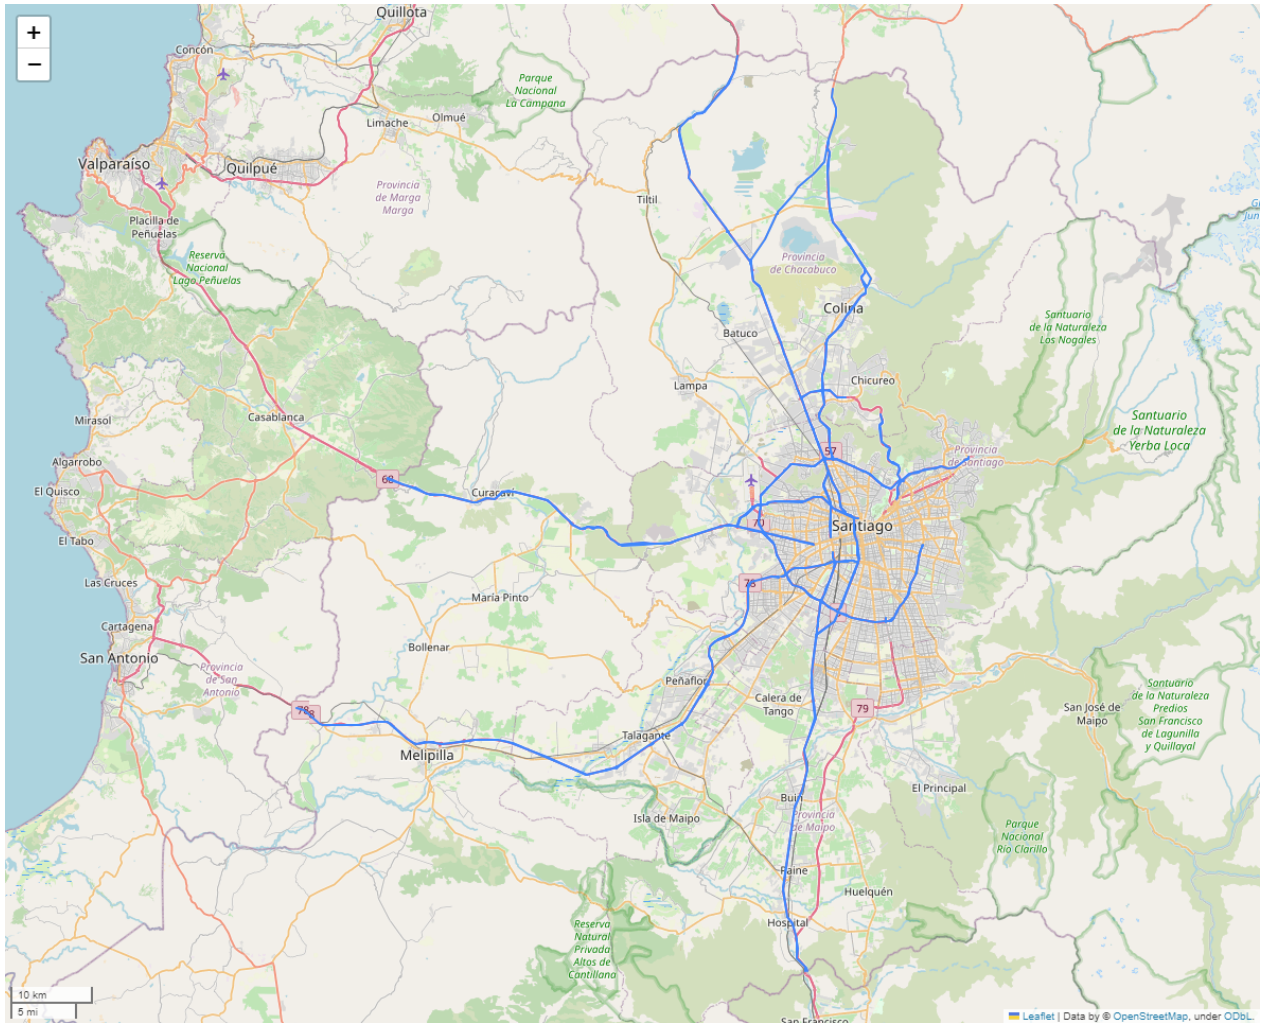 +
−
Quillota
Concón
Parque
Nacional
La Campana
Olmué
Limache
Valparaíso
Quilpué
Provincia
de Marga
Marga
Tiltil
Placilla de
Peñuelas
Reserva
Nacional
Lago Peñuelas
Provincia
de Chacabuco
Colina
Santuario
de la Naturaleza
Los Nogales
Batuco
Lampa
Chicureo
Mirasol
Casablanca
Santuario
de la Naturaleza
Yerba Loca
57
Provincia
de Santiago
Algarrobo
68
El Quisco
Curacaví
70
Santiago
El Tabo
Las Cruces
78
María Pinto
Cartagena
Bollenar
San Antonio
Provincia
de San
Antonio
Peñaflor
Calera de
Tango
Santuario
de la Naturaleza
Predios
San Francisco
de Lagunilla
y Quillayal
San José de
Maipo
78
79
Talagante
Melipilla
El Principal
Buin
Provincia
de Maipo
Isla de Maipo
Parque
Nacional
Río Clarillo
Paine
Huelquén
Hospital
Reserva
Natural
Privada
Altos de
Cantillana
10 km
5 mi
San Francisco
Leaflet | Data by © OpenStreetMap, under ODbL.